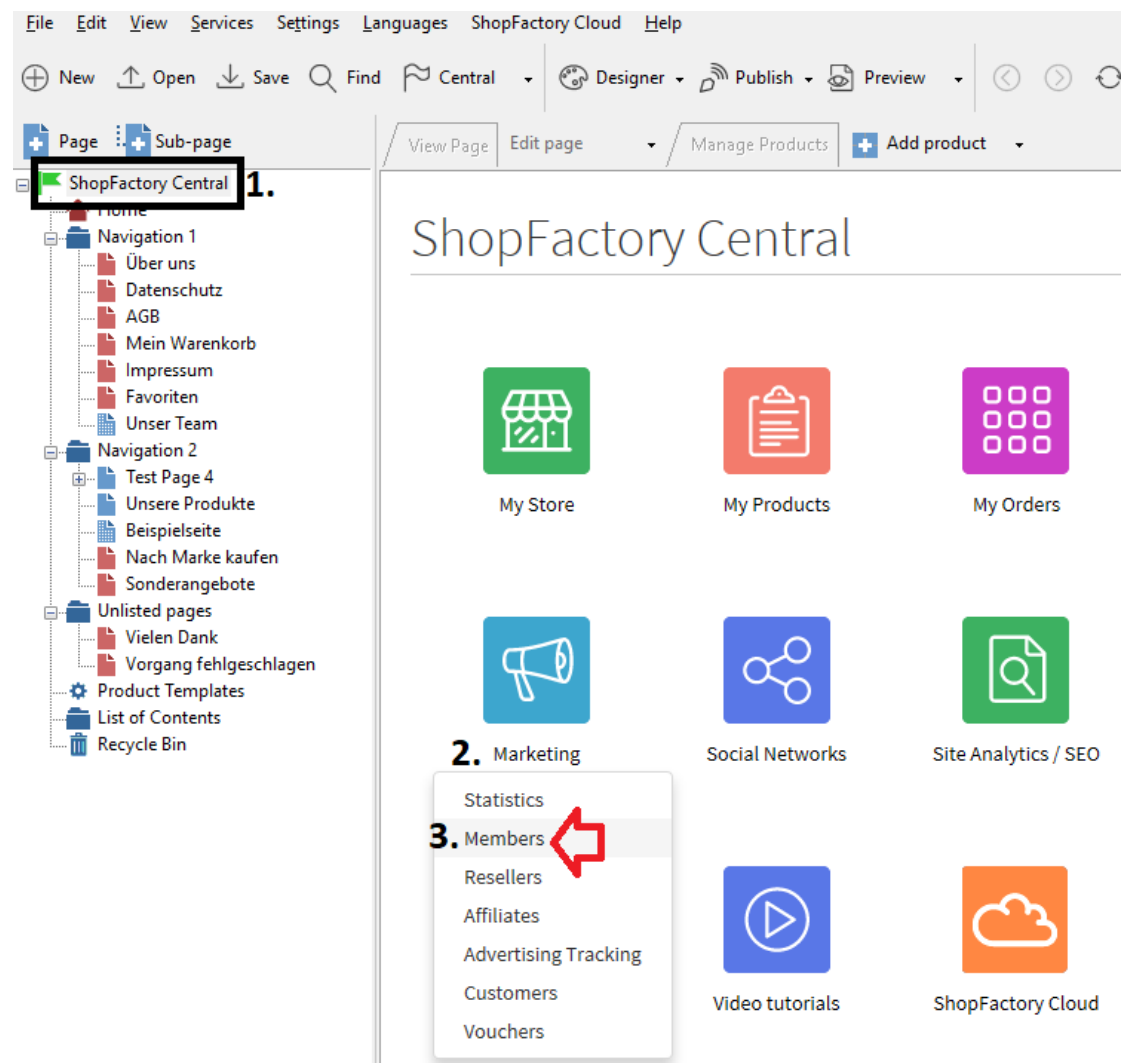 File Edit View Services Settings Languages ShopFactory Cloud Help
New Open Save Find Central Designer Publish Preview
Page Sub-page
View Page Edit page Manage Products Add product
ShopFactory Central 1.
Home
Navigation 1
Über uns
Datenschutz
AGB
Mein Warenkorb
Impressum
Favoriten
Unser Team
Navigation 2
Test Page 4
Unsere Produkte
Beispielseite
Nach Marke kaufen
Sonderangebote
Unlisted pages
Vielen Dank
Vorgang fehlgeschlagen
Product Templates
List of Contents
Recycle Bin
ShopFactory Central
My Store My Products My Orders
2. Marketing Social Networks Site Analytics / SEO
Statistics
3. Members
Resellers
Affiliates
Advertising Tracking
Customers
Vouchers
Video tutorials ShopFactory Cloud